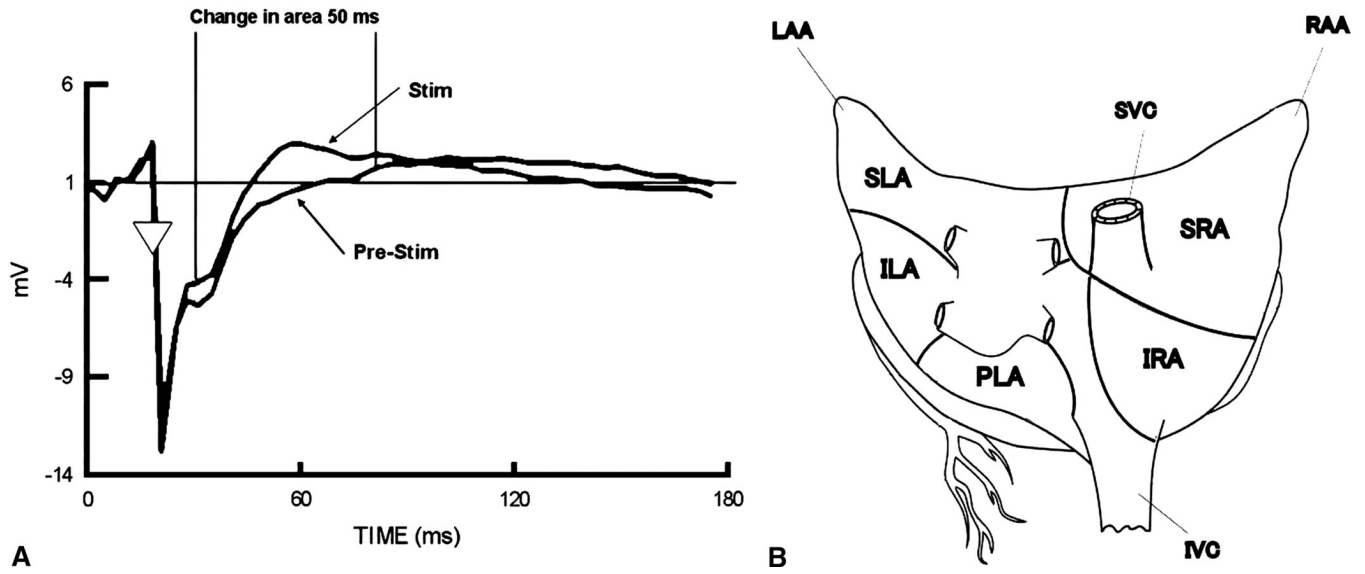 Change in area 50 ms
6
Stim
1
Pre-Stim
-4
mV
-9
-14
0
60
120
180
TIME (ms)
A
LAA
RAA
SVC
SLA
SRA
ILA
IRA
PLA
IVC
B